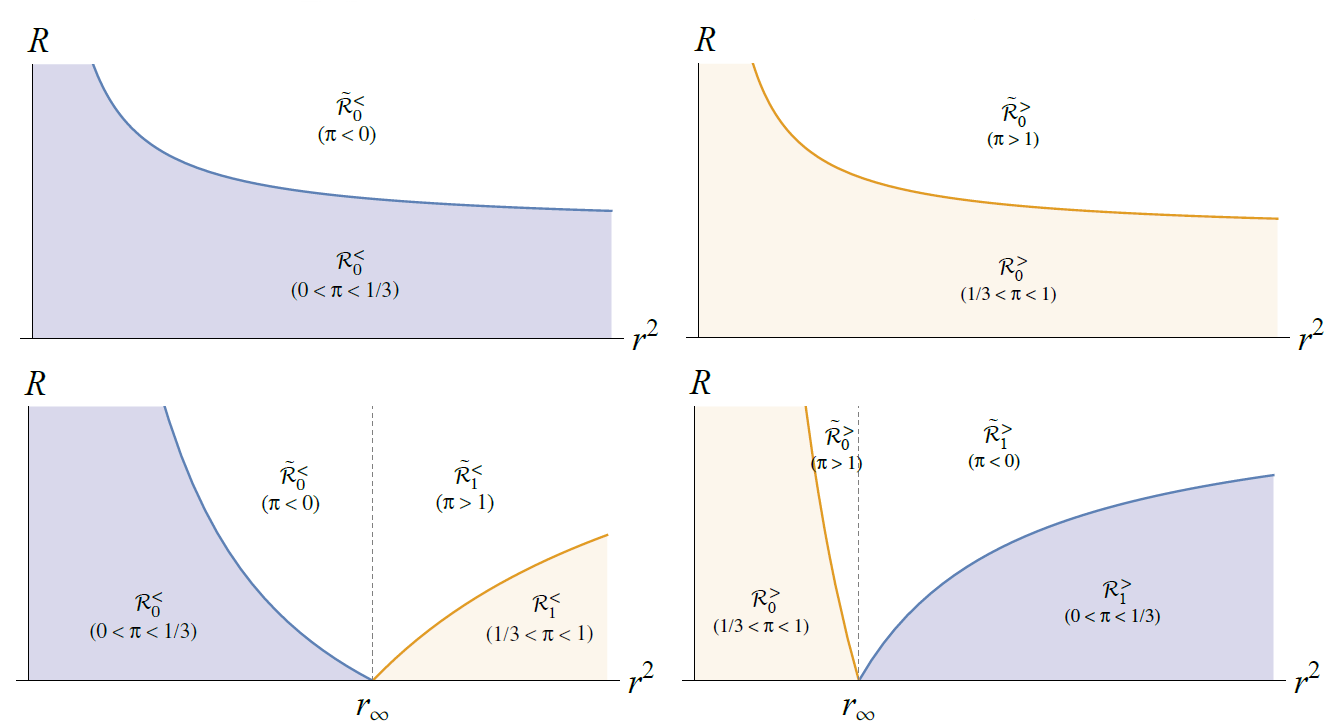 R
R̃₀^<
(π < 0)
R₀^<
(0 < π < 1/3)
r²
R
R̃₀^>
(π > 1)
R₀^>
(1/3 < π < 1)
r²
R
R̃₀^<
(π < 0)
R̃₁^<
(π > 1)
R₀^<
(0 < π < 1/3)
R₁^<
(1/3 < π < 1)
r²
r∞
R
R̃₀^>
(π > 1)
R̃₁^>
(π < 0)
R₀^>
(1/3 < π < 1)
R₁^>
(0 < π < 1/3)
r²
r∞